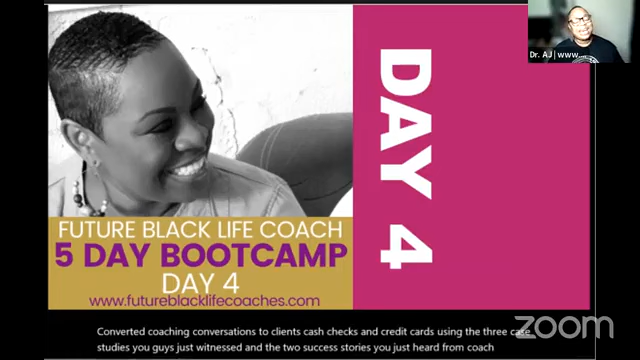 DAY 4
Dr. AJ | www...
FUTURE BLACK LIFE COACH
5 DAY BOOTCAMP
DAY 4
www.futureblacklifecoaches.com
zoom
Converted coaching conversations to clients cash checks and credit cards using the three case
studies you guys just witnessed and the two success stories you just heard from coach